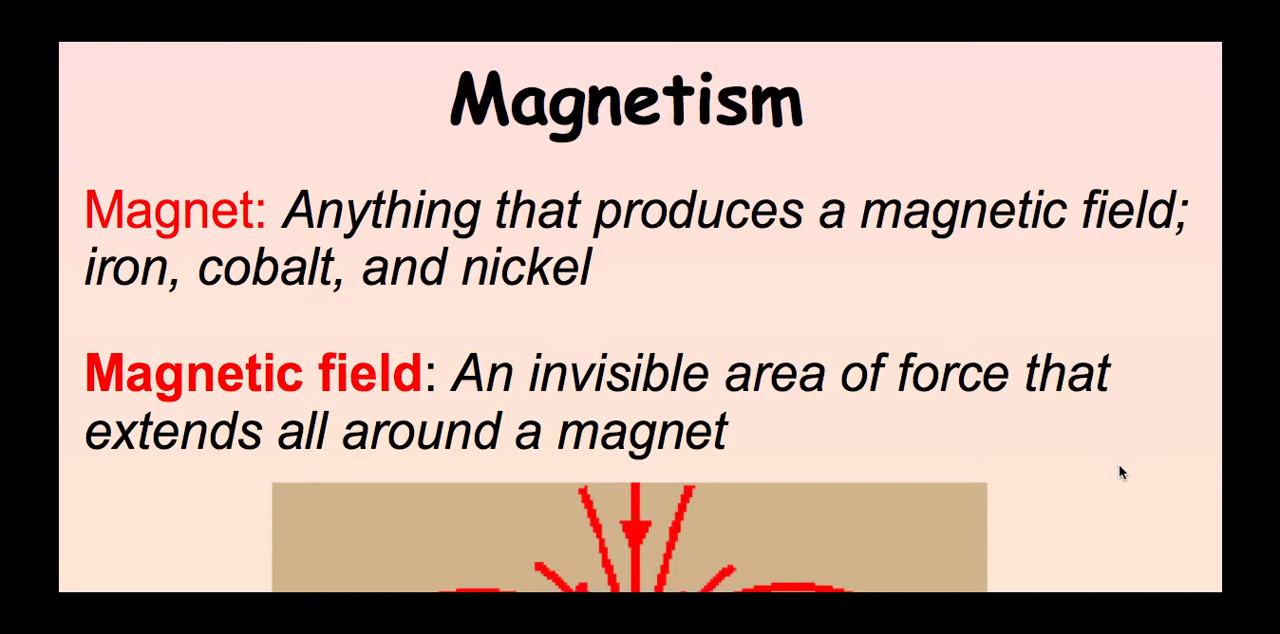 Magnetism
Magnet: Anything that produces a magnetic field;
iron, cobalt, and nickel
Magnetic field: An invisible area of force that
extends all around a magnet